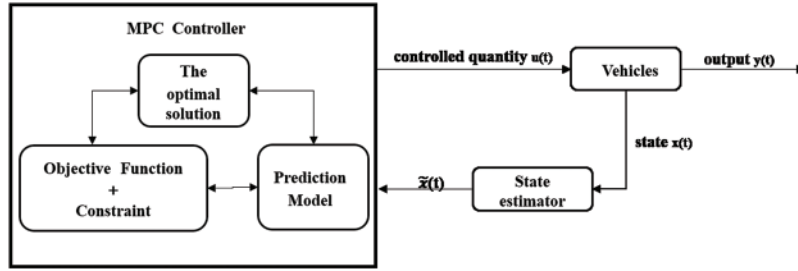 MPC Controller
The
optimal
solution
Objective Function
+
Constraint
Prediction
Model
controlled quantity u(t)
Vehicles
output y(t)
state x(t)
x̃(t)
State
estimator